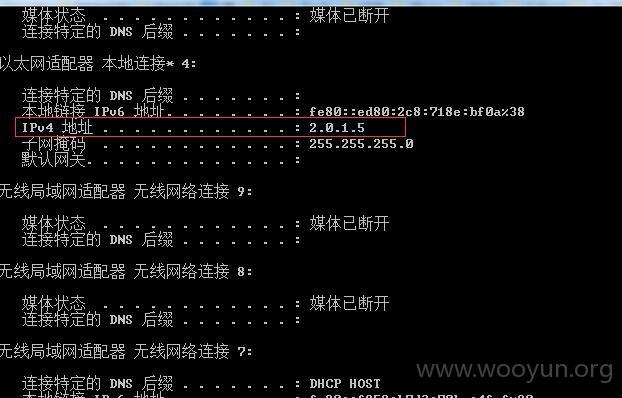 媒体状态 . . . . . . . . . . . . : 媒体已断开
连接特定的 DNS 后缀 . . . . . . . :
以太网适配器 本地连接* 4:
连接特定的 DNS 后缀 . . . . . . . :
本地链接 IPv6 地址. . . . . . . . : fe80::ed80:2c8:718e:bf0a%38
IPv4 地址 . . . . . . . . . . . . : 2.0.1.5
子网掩码 . . . . . . . . . . . . : 255.255.255.0
默认网关. . . . . . . . . . . . . :
无线局域网适配器 无线网络连接 9:
媒体状态 . . . . . . . . . . . . : 媒体已断开
连接特定的 DNS 后缀 . . . . . . . :
无线局域网适配器 无线网络连接 8:
媒体状态 . . . . . . . . . . . . : 媒体已断开
连接特定的 DNS 后缀 . . . . . . . :
无线局域网适配器 无线网络连接 7:
www.wooyun.org
连接特定的 DNS 后缀 . . . . . . . : DHCP HOST
本地链接 IPv6 地址. . . . . . . . :